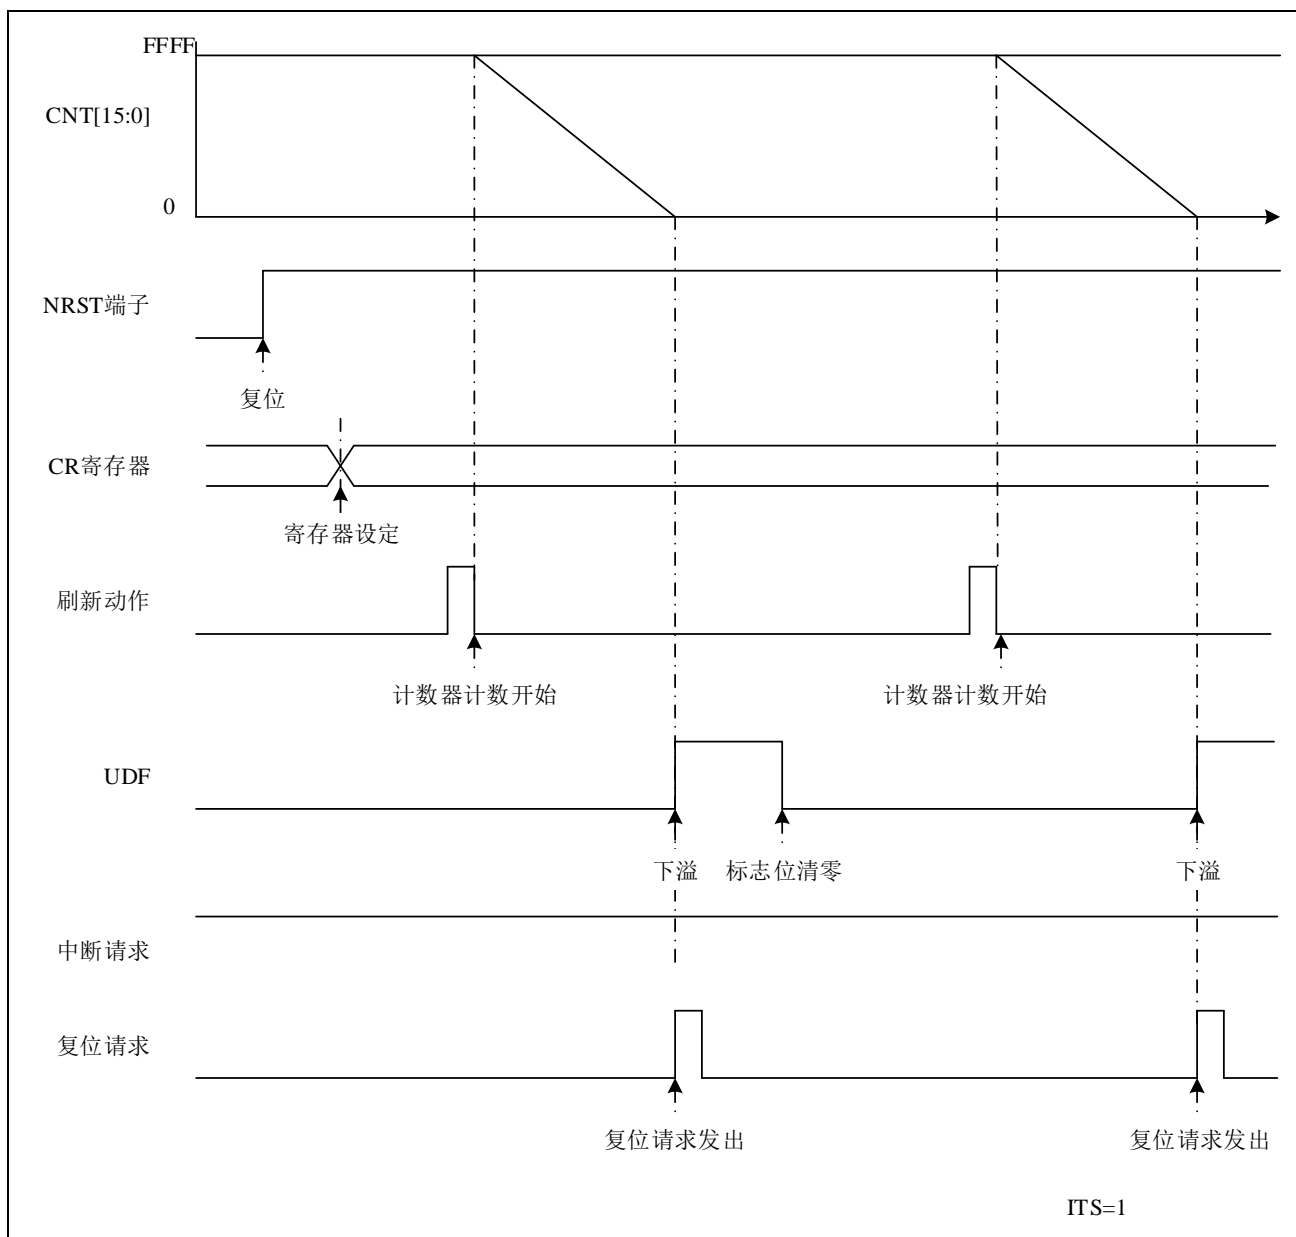 FFFF
CNT[15:0]
0
NRST端子
复位
CR寄存器
寄存器设定
刷新动作
计数器计数开始 计数器计数开始
UDF
下溢 标志位清零 下溢
中断请求
复位请求
复位请求发出 复位请求发出
ITS=1